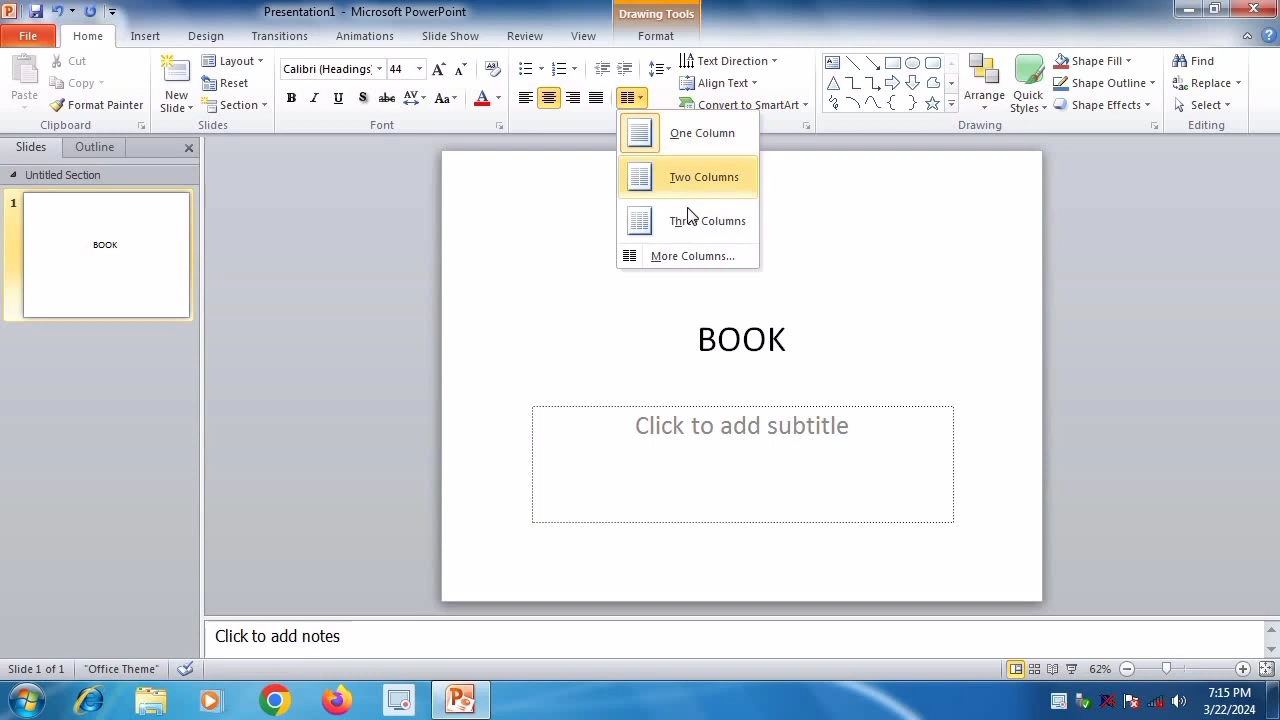 Presentation1 - Microsoft PowerPoint
Drawing Tools
File
Home
Insert
Design
Transitions
Animations
Slide Show
Review
View
Format
Paste
Cut
Copy
Format Painter
Clipboard
New
Slide
Layout
Reset
Section
Slides
Calibri (Headings)
44
B I U S abc AV Aa A
Font
Text Direction
Align Text
Convert to SmartArt
Arrange
Quick
Styles
Shape Fill
Shape Outline
Shape Effects
Drawing
Find
Replace
Select
Editing
One Column
Two Columns
Three Columns
More Columns...
Slides
Outline
Untitled Section
1
BOOK
BOOK
Click to add subtitle
Click to add notes
Slide 1 of 1
"Office Theme"
62%
7:15 PM
3/22/2024